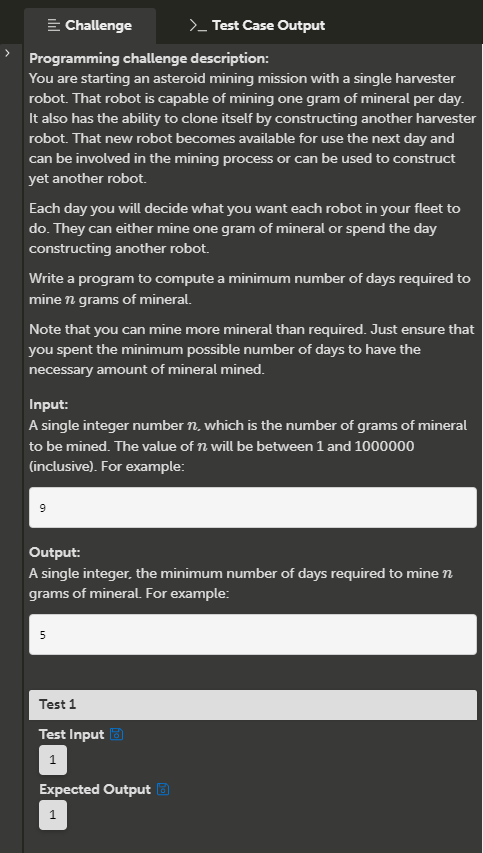 Challenge
Test Case Output
Programming challenge description:
You are starting an asteroid mining mission with a single harvester
robot. That robot is capable of mining one gram of mineral per day.
It also has the ability to clone itself by constructing another harvester
robot. That new robot becomes available for use the next day and
can be involved in the mining process or can be used to construct
yet another robot.
Each day you will decide what you want each robot in your fleet to
do. They can either mine one gram of mineral or spend the day
constructing another robot.
Write a program to compute a minimum number of days required to
mine n grams of mineral.
Note that you can mine more mineral than required. Just ensure that
you spent the minimum possible number of days to have the
necessary amount of mineral mined.
Input:
A single integer number n, which is the number of grams of mineral
to be mined. The value of n will be between 1 and 1000000
(inclusive). For example:
9
Output:
A single integer, the minimum number of days required to mine n
grams of mineral. For example:
5
Test 1
Test Input
1
Expected Output
1